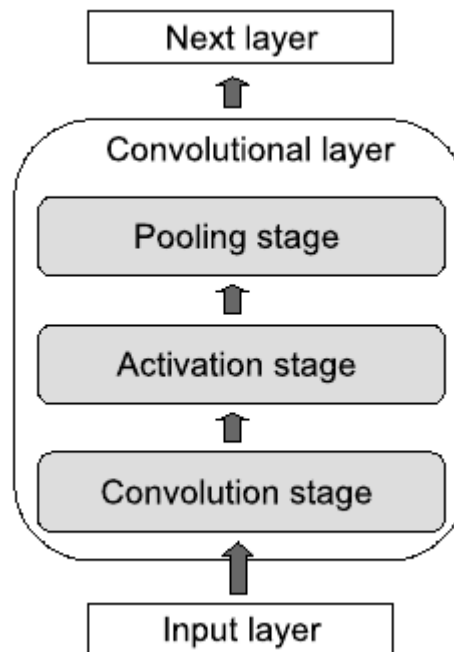 Next layer
Convolutional layer
Pooling stage
Activation stage
Convolution stage
Input layer